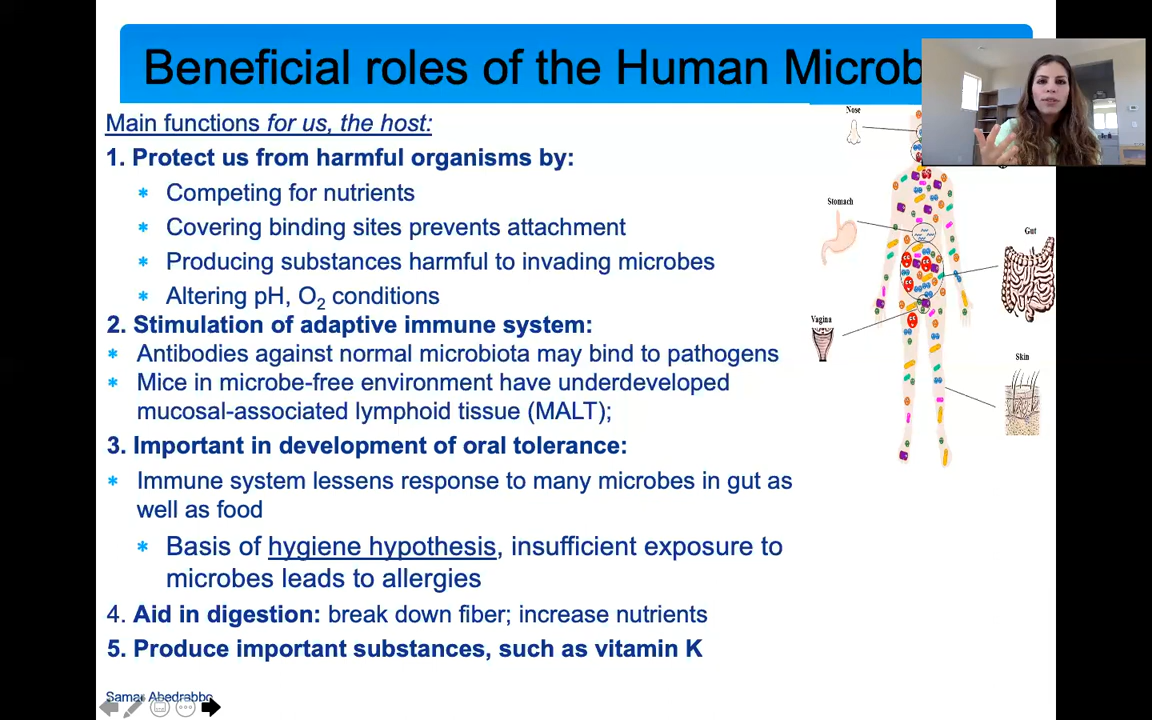 Beneficial roles of the Human Microb
Main functions for us, the host:
1. Protect us from harmful organisms by:
* Competing for nutrients
* Covering binding sites prevents attachment
* Producing substances harmful to invading microbes
* Altering pH, O₂ conditions
2. Stimulation of adaptive immune system:
* Antibodies against normal microbiota may bind to pathogens
* Mice in microbe-free environment have underdeveloped
mucosal-associated lymphoid tissue (MALT);
3. Important in development of oral tolerance:
* Immune system lessens response to many microbes in gut as
well as food
* Basis of hygiene hypothesis, insufficient exposure to
microbes leads to allergies
4. Aid in digestion: break down fiber; increase nutrients
5. Produce important substances, such as vitamin K
Samar Abedrabbo
Nose
Stomach
Gut
Vagina
Skin